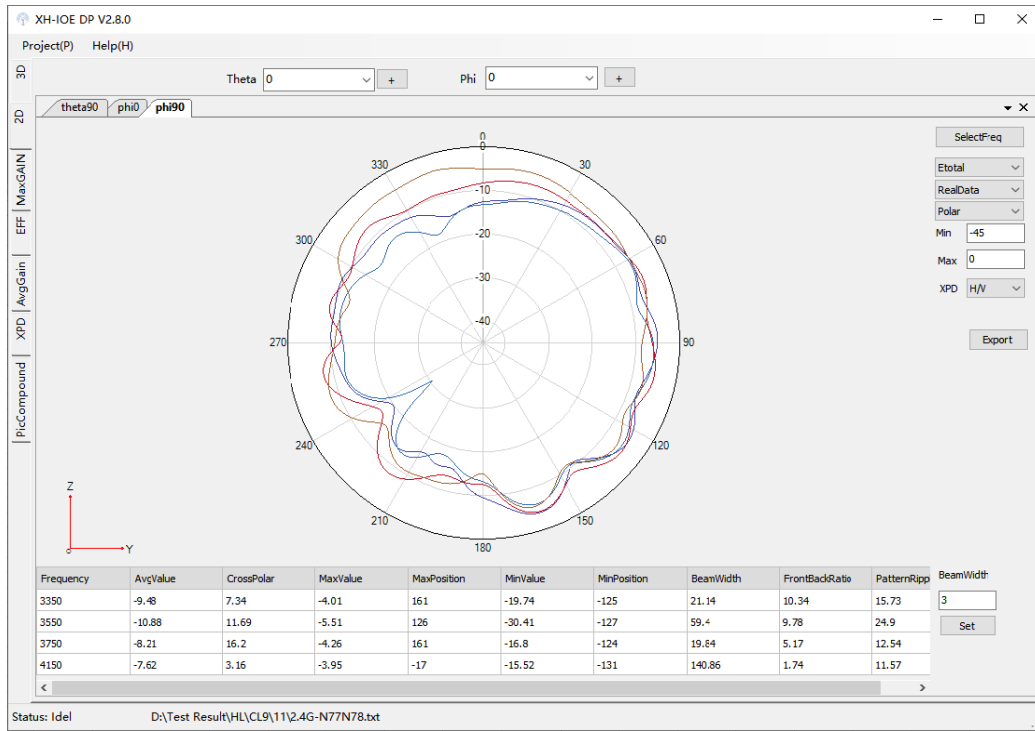 XH-IOE DP V2.8.0
Project(P) Help(H)
3D
Theta 0 + Phi 0 +
2D
theta90 phi0 phi90
MaxGAIN
EFF
AvgGain
XPD
PicCompound
SelectFreq
Etotal
RealData
Polar
Min -45
Max 0
XPD H/V
Export
0
0
330
30
-10
300
-20
60
-30
-40
270
90
240
120
210
150
180
Z
o
Y
Frequency AvgValue CrossPolar MaxValue MaxPosition MinValue MinPosition BeamWidth FrontBackRatio PatternRipp
3350 -9.48 7.34 -4.01 161 -19.74 -125 21.14 10.34 15.73
3550 -10.88 11.69 -5.51 126 -30.41 -127 59.4 9.78 24.9
3750 -8.21 16.2 -4.26 161 -16.8 -124 19.84 5.17 12.54
4150 -7.62 3.16 -3.95 -17 -15.52 -131 140.86 1.74 11.57
BeamWidth
3
Set
Status: Idel D:\Test Result\HL\CL9\11\2.4G-N77N78.txt